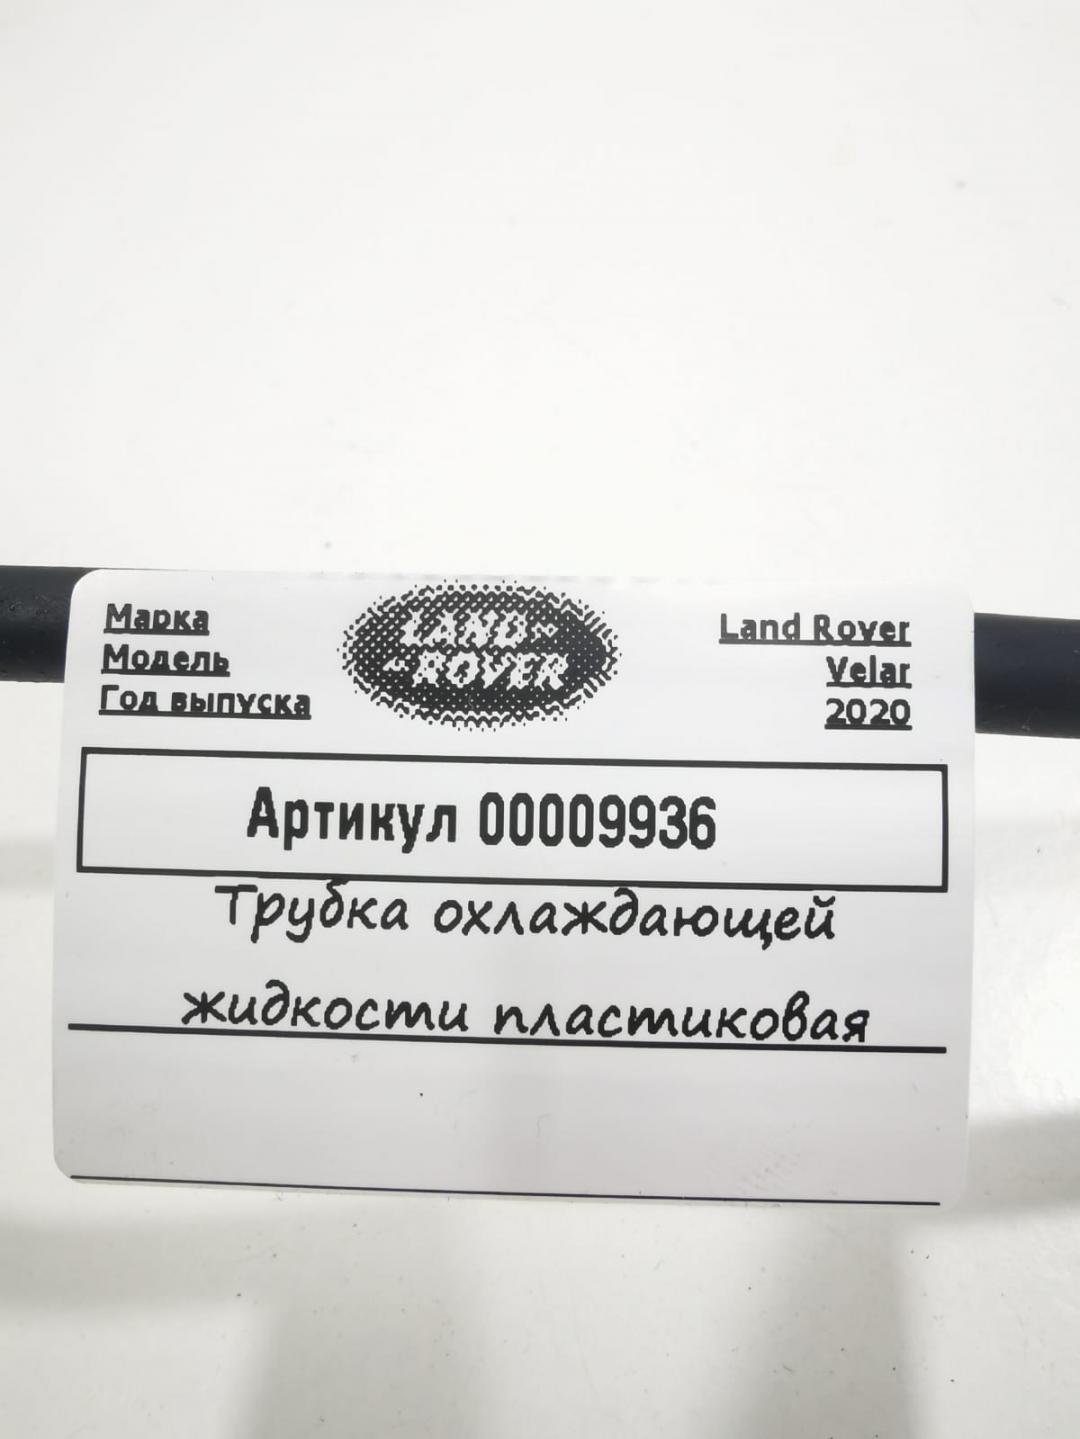 Марка
Модель
Год выпуска
LAND-
-ROVER
Land Rover
Velar
2020
Артикул 00009936
Трубка охлаждающей
жидкости пластиковая